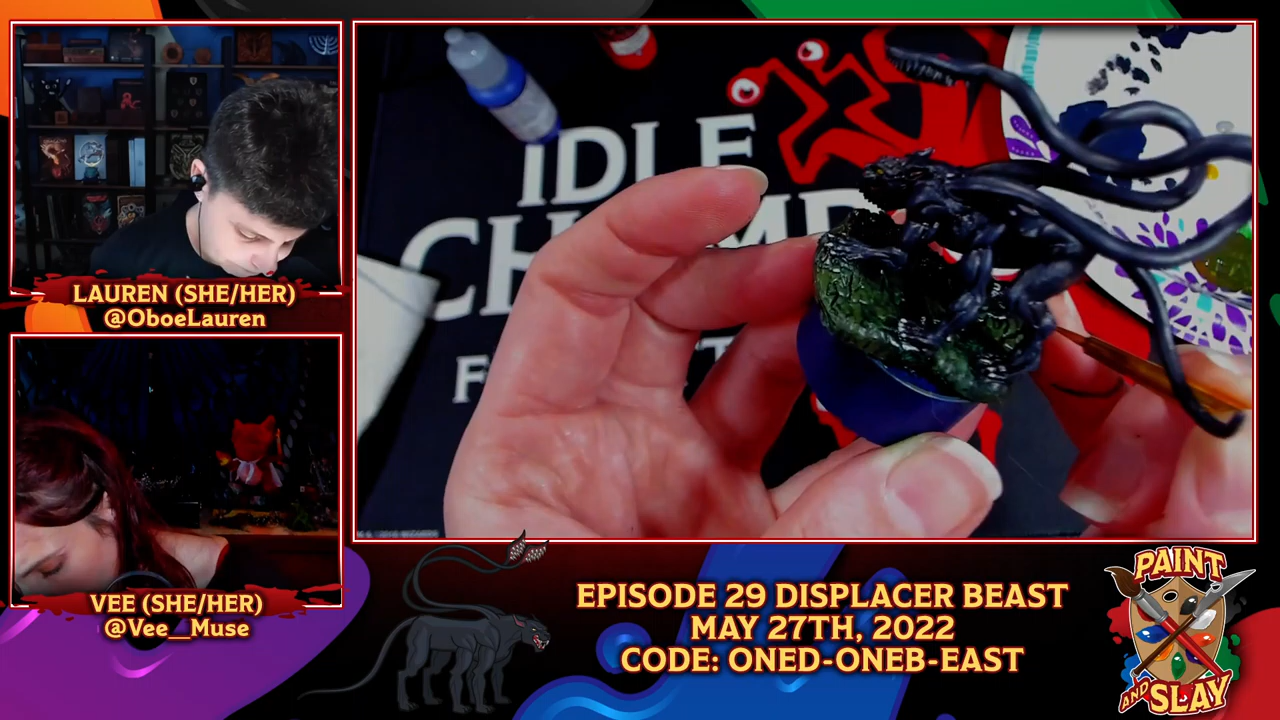 LAUREN (SHE/HER)
@OboeLauren
VEE (SHE/HER)
@Vee__Muse
IDLE
CHAMP
F
EPISODE 29 DISPLACER BEAST
MAY 27TH, 2022
CODE: ONED-ONEB-EAST
PAINT
AND SLAY